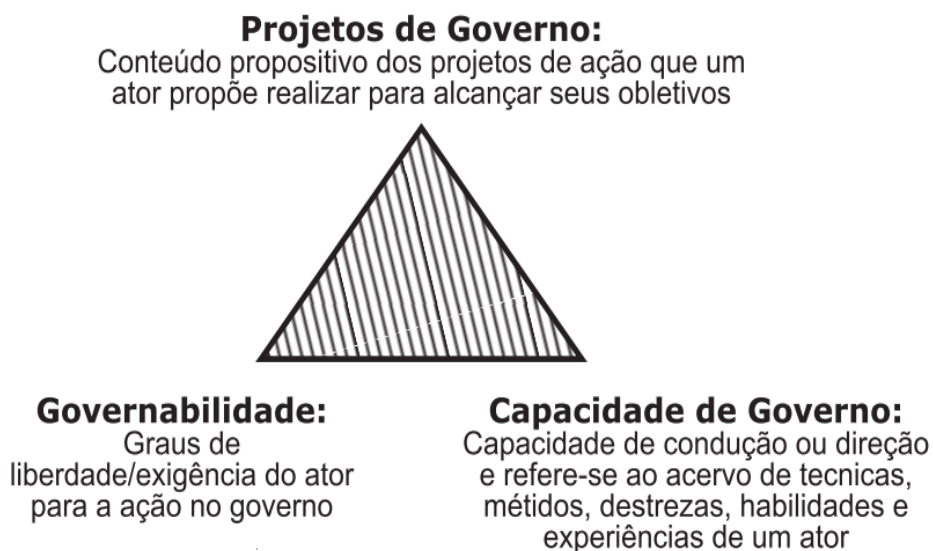 Projetos de Governo:
Conteúdo propositivo dos projetos de ação que um
ator propõe realizar para alcançar seus obletivos
Governabilidade:
Graus de
liberdade/exigência do ator
para a ação no governo
Capacidade de Governo:
Capacidade de condução ou direção
e refere-se ao acervo de tecnicas,
métidos, destrezas, habilidades e
experiências de um ator